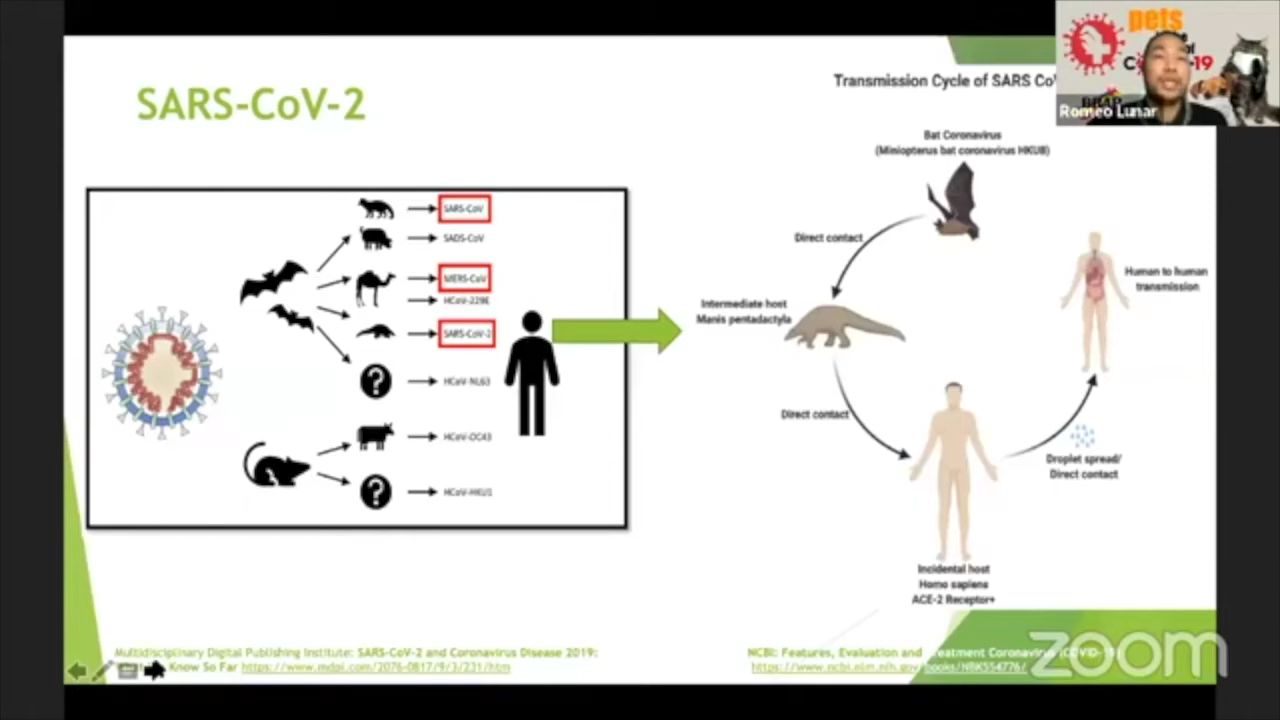 SARS-CoV-2
SARS-CoV
SADS-CoV
MERS-CoV
HCoV-229E
SARS-CoV-2
?
HCoV-NL63
HCoV-OC43
?
HCoV-HKU1
Multidisciplinary Digital Publishing Institute: SARS-CoV-2 and Coronavirus Disease 2019:
Know So Far https://www.mdpi.com/2076-0817/9/3/231/htm
Transmission Cycle of SARS CoV
Bat Coronavirus
(Miniopterus bat coronavirus HKU8)
Direct contact
Intermediate host
Manis pentadactyla
Direct contact
Human to human
transmission
Droplet spread/
Direct contact
Incidental host
Homo sapiens
ACE-2 Receptor+
NCBI: Features, Evaluation and Treatment Coronavirus (COVID-19)
https://www.ncbi.nlm.nih.gov/books/NBK554776/
pets
-19
Romeo Lunar
zoom